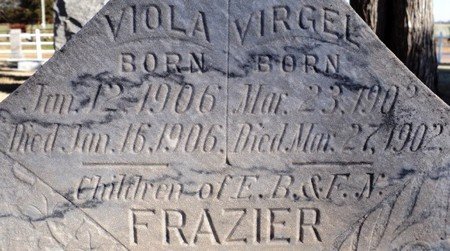 VIOLA VIRGEL
BORN BORN
Jan. 12, 1906 Mar. 23, 1902
Died Jan. 16, 1906. Died Mar. 27, 1902.
Children of E. B. & F. N.
FRAZIER